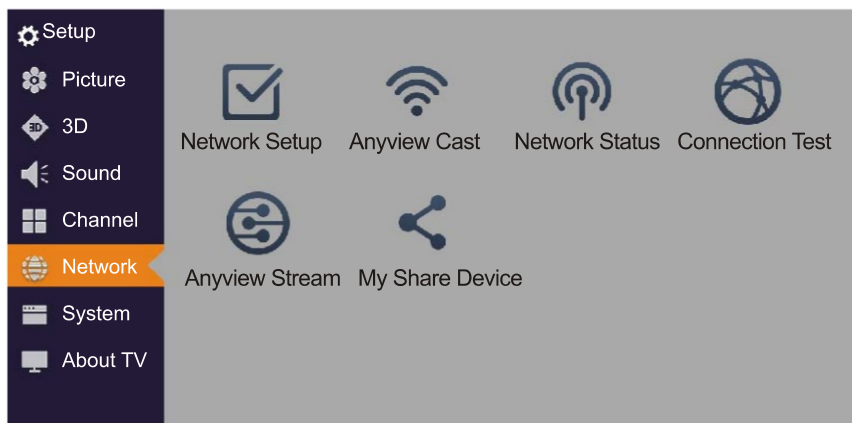 Setup
Picture
3D
3D
Sound
Channel
Network
System
About TV
Network Setup Anyview Cast Network Status Connection Test
Anyview Stream My Share Device